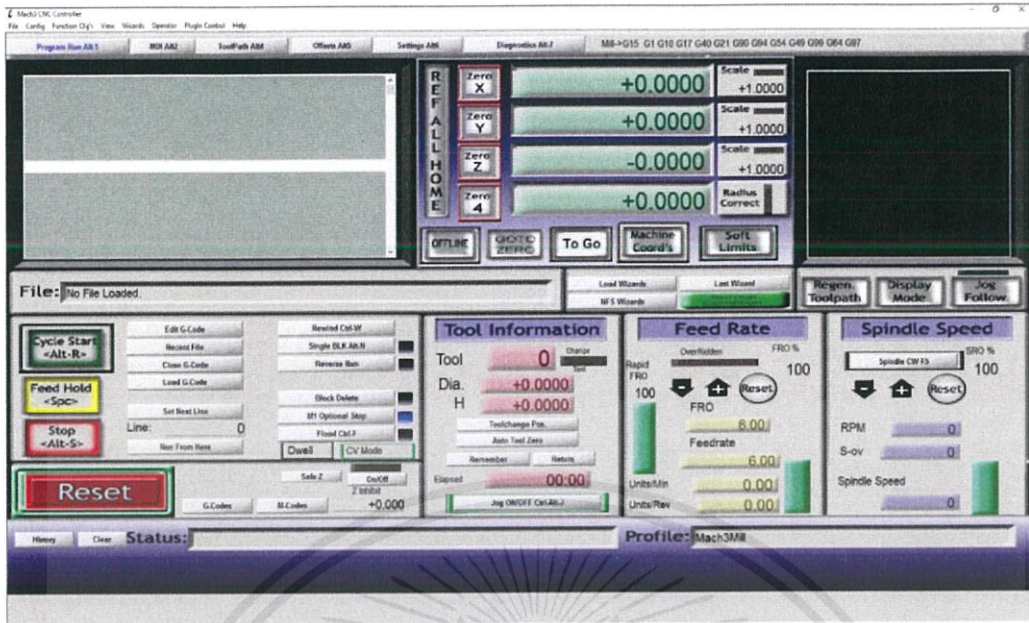 Mach3 CNC Controller
File Config Function Cfg's View Wizards Operator PlugIn Control Help
Program Run Alt-1 MDI Alt2 ToolPath Alt4 Offsets Alt5 Settings Alt6 Diagnostics Alt-7 Mill->G15 G1 G10 G17 G40 G21 G90 G94 G54 G49 G99 G64 G97
REF ALL HOME
Zero X +0.0000 Scale +1.0000
Zero Y +0.0000 Scale +1.0000
Zero Z -0.0000 Scale +1.0000
Zero 4 +0.0000 Radius Correct
OFFLINE GOTO ZERO To Go Machine Coord's Soft Limits
File: No File Loaded.
Load Wizards Last Wizard
NFS Wizards
Regen. Toolpath Display Mode Jog Follow
Cycle Start <Alt-R>
Feed Hold <Spc>
Stop <Alt-S>
Edit G-Code
Recent File
Close G-Code
Load G-Code
Set Next Line
Line: 0
Run From Here
Rewind Ctrl-W
Single BLK Alt-N
Reverse Run
Block Delete
M1 Optional Stop
Flood Ctrl-F
Dwell CV Mode
Reset
G-Codes M-Codes
Safe Z On/Off
Z Inhibit
+0.000
Tool Information
Tool 0 Change Tool
Dia. +0.0000
H +0.0000
Toolchange Pos.
Auto Tool Zero
Remember Return
Elapsed 00:00
Jog ON/OFF Ctrl-Alt-J
Feed Rate
OverRidden FRO %
100
Rapid FRO
100
Reset
FRO
6.00
Feedrate
6.00
Units/Min 0.00
Units/Rev 0.00
Spindle Speed
Spindle CW F5
SRO %
100
Reset
RPM 0
S-ov 0
Spindle Speed
0
History Clear Status: Profile: Mach3Mill